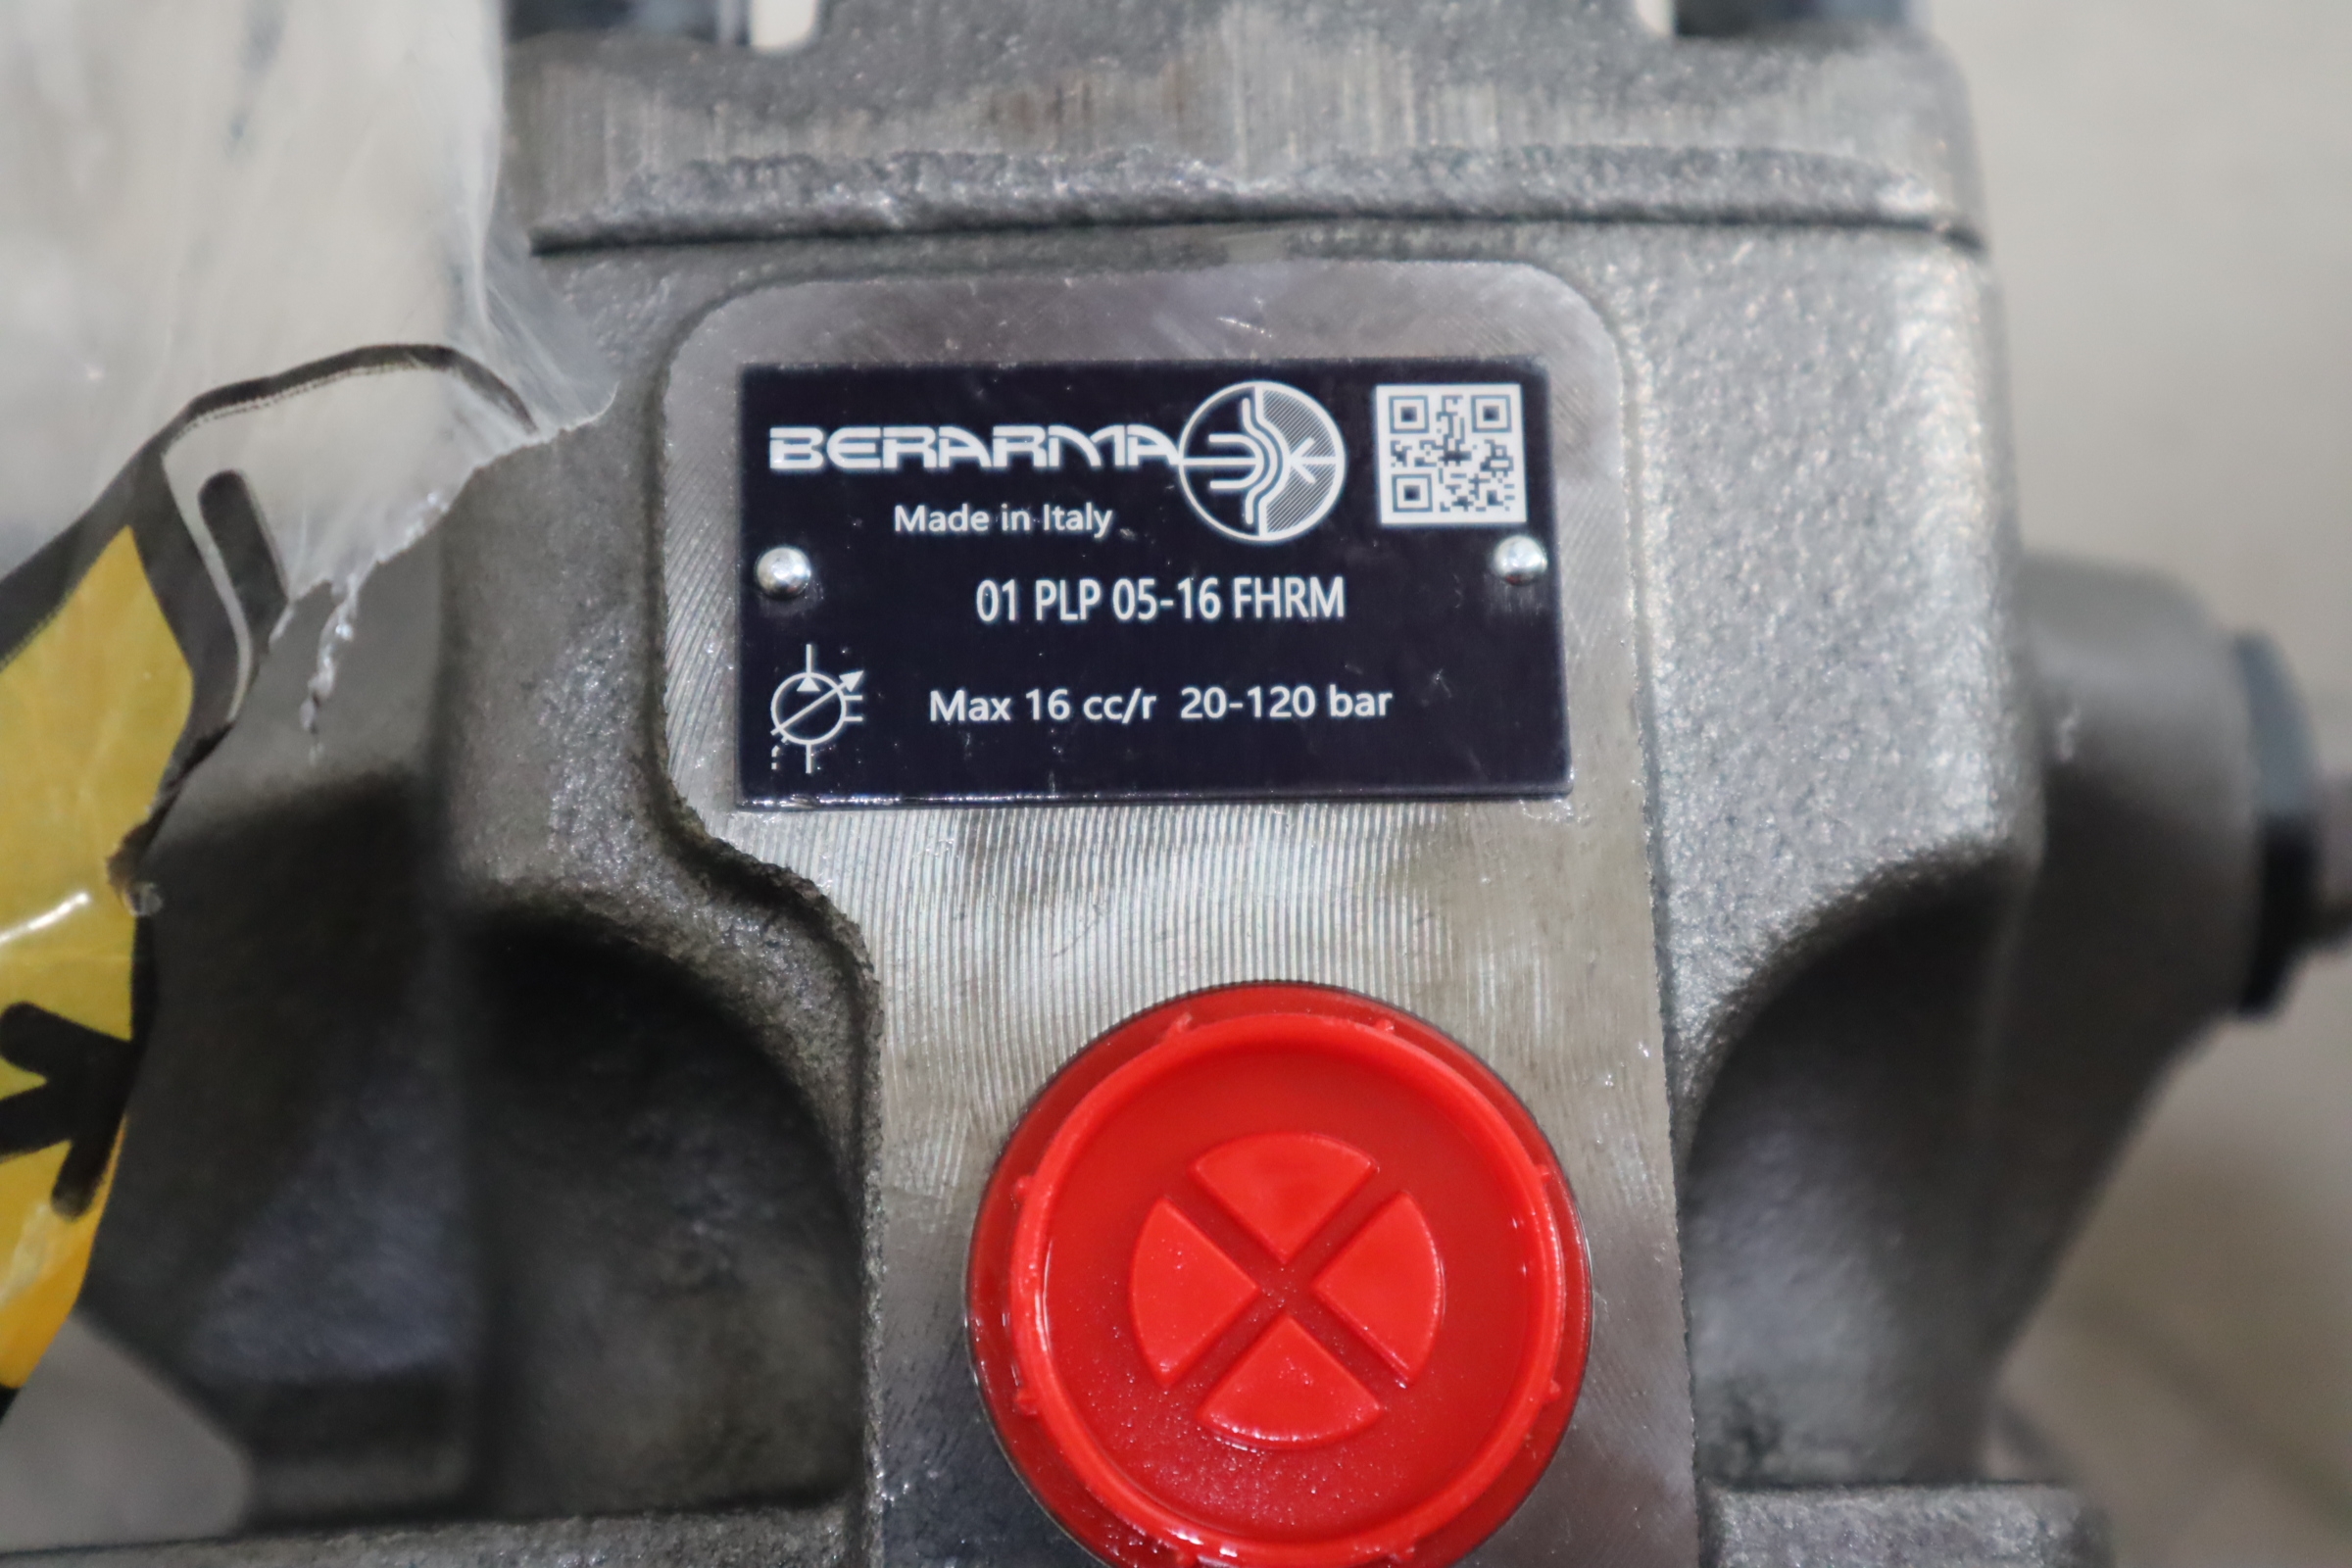 BERARMA
Made in Italy
01 PLP 05-16 FHRM
Max 16 cc/r 20-120 bar